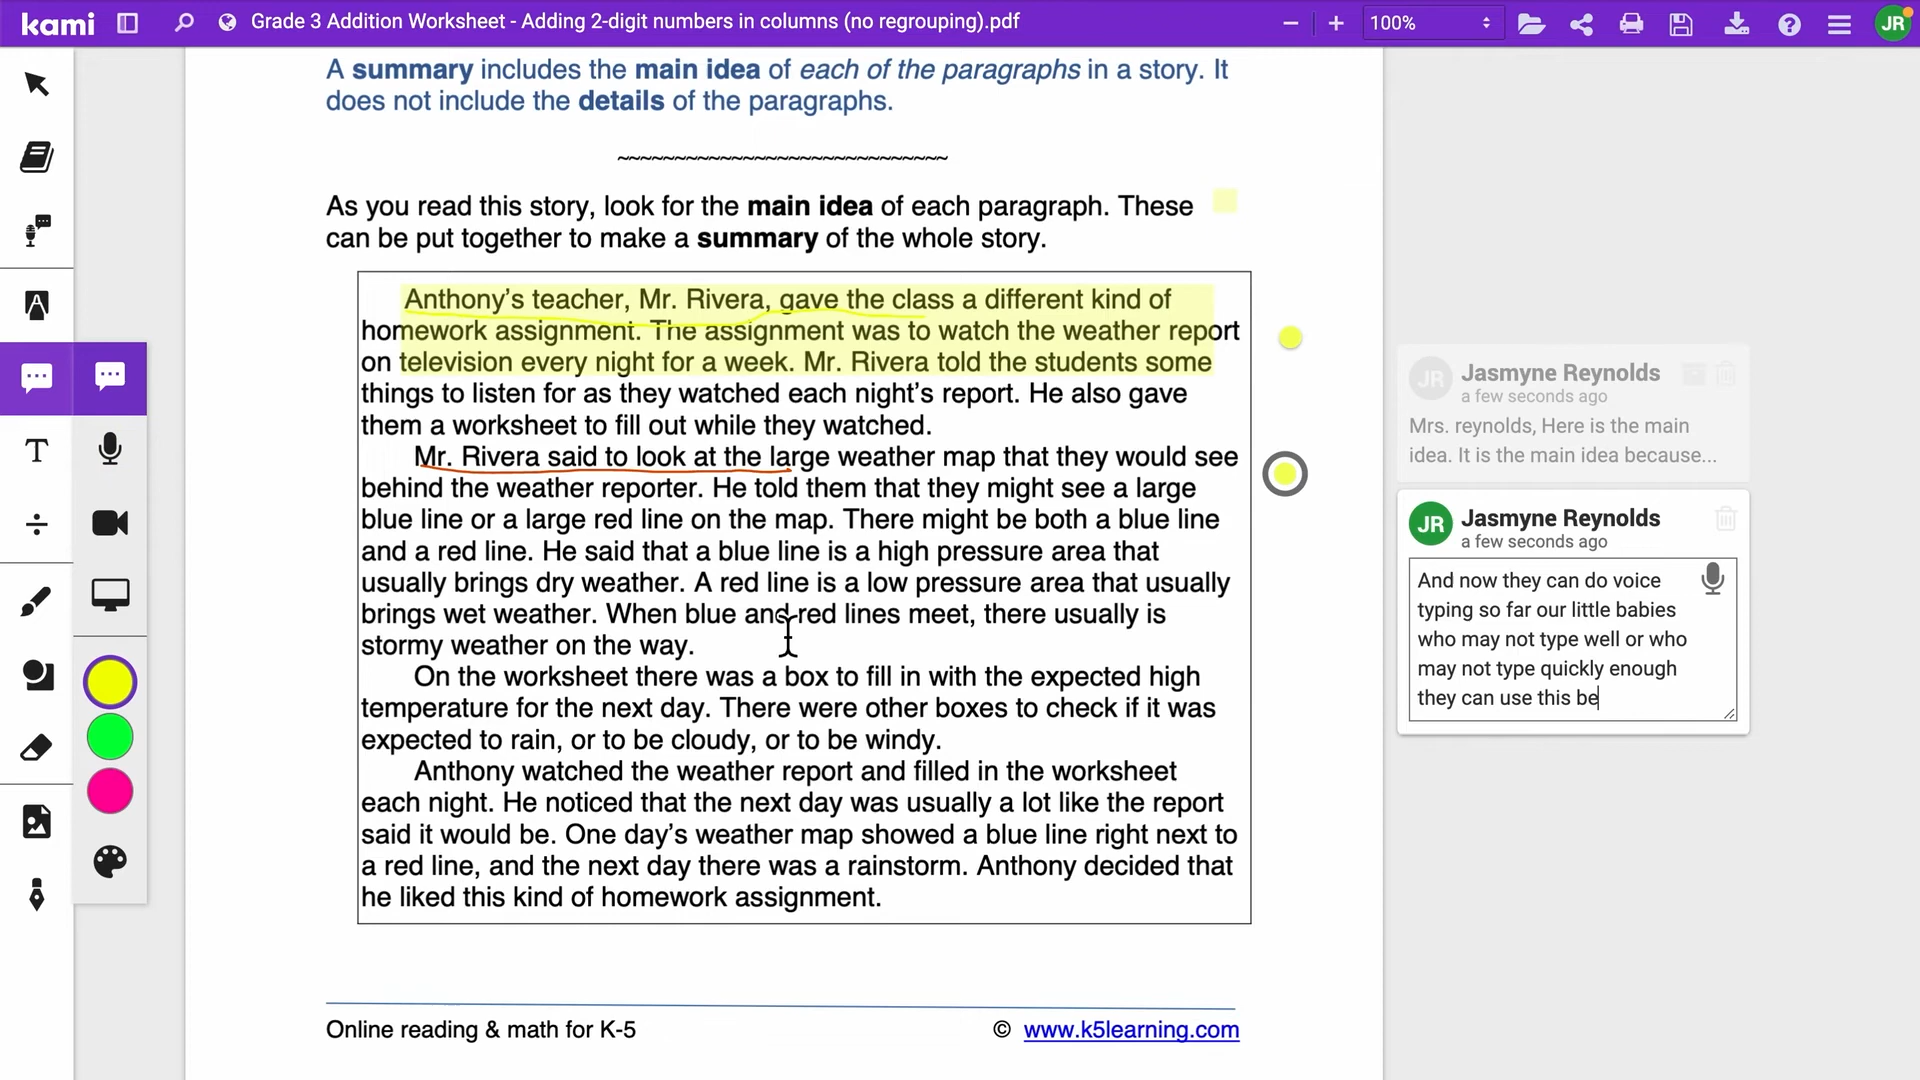 kami
Grade 3 Addition Worksheet - Adding 2-digit numbers in columns (no regrouping).pdf
100%
JR
A summary includes the main idea of each of the paragraphs in a story. It
does not include the details of the paragraphs.
~~~~~~~~~~~~~~~~~~~~~~~~~~~~
As you read this story, look for the main idea of each paragraph. These
can be put together to make a summary of the whole story.
Anthony's teacher, Mr. Rivera, gave the class a different kind of
homework assignment. The assignment was to watch the weather report
on television every night for a week. Mr. Rivera told the students some
things to listen for as they watched each night's report. He also gave
them a worksheet to fill out while they watched.
Mr. Rivera said to look at the large weather map that they would see
behind the weather reporter. He told them that they might see a large
blue line or a large red line on the map. There might be both a blue line
and a red line. He said that a blue line is a high pressure area that
usually brings dry weather. A red line is a low pressure area that usually
brings wet weather. When blue and red lines meet, there usually is
stormy weather on the way.
On the worksheet there was a box to fill in with the expected high
temperature for the next day. There were other boxes to check if it was
expected to rain, or to be cloudy, or to be windy.
Anthony watched the weather report and filled in the worksheet
each night. He noticed that the next day was usually a lot like the report
said it would be. One day's weather map showed a blue line right next to
a red line, and the next day there was a rainstorm. Anthony decided that
he liked this kind of homework assignment.
Online reading & math for K-5
© www.k5learning.com
JR
Jasmyne Reynolds
a few seconds ago
Mrs. reynolds, Here is the main
idea. It is the main idea because...
JR
Jasmyne Reynolds
a few seconds ago
And now they can do voice
typing so far our little babies
who may not type well or who
may not type quickly enough
they can use this be
T